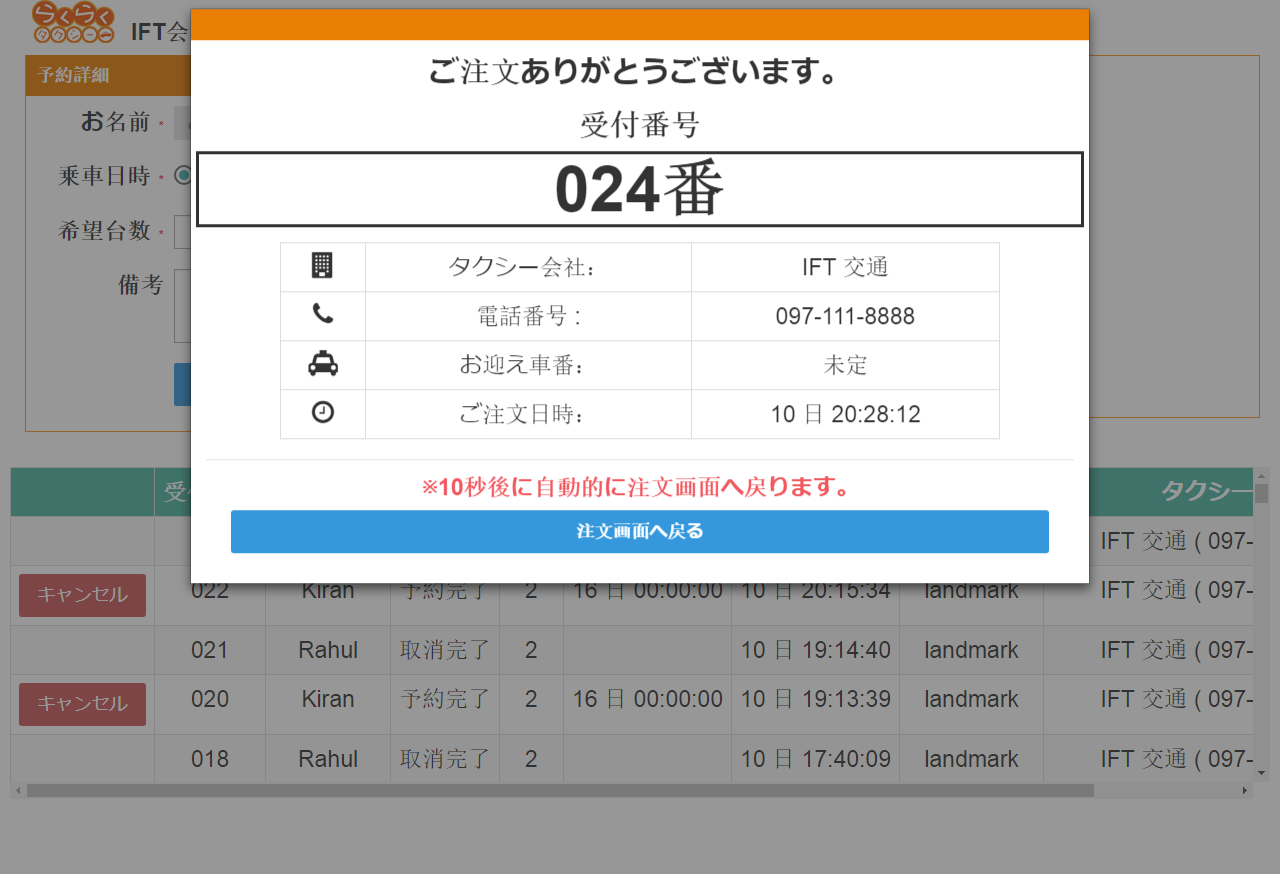 らくらく
タクシー
IFT会
予約詳細
ご注文ありがとうございます。
受付番号
024番
お名前 *
乗車日時 *
希望台数 *
備考
タクシー会社: IFT 交通
電話番号 : 097-111-8888
お迎え車番: 未定
ご注文日時: 10 日 20:28:12
※10秒後に自動的に注文画面へ戻ります。
注文画面へ戻る
受 タクシー
IFT 交通 ( 097-
キャンセル 022 Kiran 予約完了 2 16 日 00:00:00 10 日 20:15:34 landmark IFT 交通 ( 097-
021 Rahul 取消完了 2 10 日 19:14:40 landmark IFT 交通 ( 097-
キャンセル 020 Kiran 予約完了 2 16 日 00:00:00 10 日 19:13:39 landmark IFT 交通 ( 097-
018 Rahul 取消完了 2 10 日 17:40:09 landmark IFT 交通 ( 097-